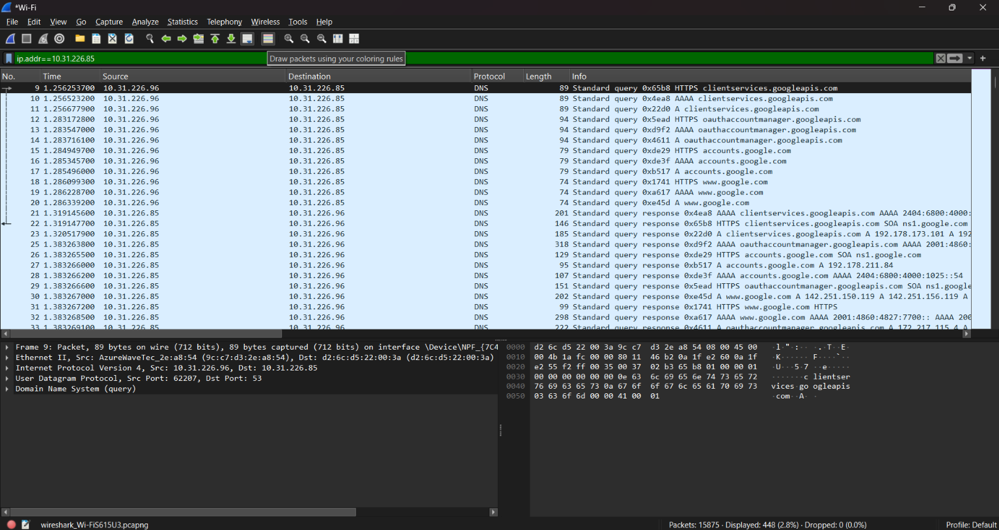 *Wi-Fi
File Edit View Go Capture Analyze Statistics Telephony Wireless Tools Help
ip.addr==10.31.226.85
Draw packets using your coloring rules
No. Time Source Destination Protocol Length Info
9 1.256253700 10.31.226.96 10.31.226.85 DNS 89 Standard query 0x65b8 HTTPS clientservices.googleapis.com
10 1.256523200 10.31.226.96 10.31.226.85 DNS 89 Standard query 0x4ea8 AAAA clientservices.googleapis.com
11 1.256677900 10.31.226.96 10.31.226.85 DNS 89 Standard query 0x22d0 A clientservices.googleapis.com
12 1.283172800 10.31.226.96 10.31.226.85 DNS 94 Standard query 0x5ead HTTPS oauthaccountmanager.googleapis.com
13 1.283547000 10.31.226.96 10.31.226.85 DNS 94 Standard query 0xd9f2 AAAA oauthaccountmanager.googleapis.com
14 1.283716100 10.31.226.96 10.31.226.85 DNS 94 Standard query 0x4611 A oauthaccountmanager.googleapis.com
15 1.284949700 10.31.226.96 10.31.226.85 DNS 79 Standard query 0xde29 HTTPS accounts.google.com
16 1.285345700 10.31.226.96 10.31.226.85 DNS 79 Standard query 0xde3f AAAA accounts.google.com
17 1.285496000 10.31.226.96 10.31.226.85 DNS 79 Standard query 0xb517 A accounts.google.com
18 1.286099300 10.31.226.96 10.31.226.85 DNS 74 Standard query 0x1741 HTTPS www.google.com
19 1.286228700 10.31.226.96 10.31.226.85 DNS 74 Standard query 0xa617 AAAA www.google.com
20 1.286339200 10.31.226.96 10.31.226.85 DNS 74 Standard query 0xe45d A www.google.com
21 1.319145600 10.31.226.85 10.31.226.96 DNS 201 Standard query response 0x4ea8 AAAA clientservices.googleapis.com AAAA 2404:6800:4000:
22 1.319147700 10.31.226.85 10.31.226.96 DNS 146 Standard query response 0x65b8 HTTPS clientservices.googleapis.com SOA ns1.google.com
23 1.320517900 10.31.226.85 10.31.226.96 DNS 185 Standard query response 0x22d0 A clientservices.googleapis.com A 192.178.173.101 A 192
25 1.383263800 10.31.226.85 10.31.226.96 DNS 318 Standard query response 0xd9f2 AAAA oauthaccountmanager.googleapis.com AAAA 2001:4860:
26 1.383265500 10.31.226.85 10.31.226.96 DNS 129 Standard query response 0xde29 HTTPS accounts.google.com SOA ns1.google.com
27 1.383266000 10.31.226.85 10.31.226.96 DNS 95 Standard query response 0xb517 A accounts.google.com A 192.178.211.84
28 1.383266200 10.31.226.85 10.31.226.96 DNS 107 Standard query response 0xde3f AAAA accounts.google.com AAAA 2404:6800:4000:1025::54
29 1.383266600 10.31.226.85 10.31.226.96 DNS 151 Standard query response 0x5ead HTTPS oauthaccountmanager.googleapis.com SOA ns1.google
30 1.383267000 10.31.226.85 10.31.226.96 DNS 202 Standard query response 0xe45d A www.google.com A 142.251.150.119 A 142.251.156.119 A
31 1.383267200 10.31.226.85 10.31.226.96 DNS 99 Standard query response 0x1741 HTTPS www.google.com HTTPS
32 1.383268500 10.31.226.85 10.31.226.96 DNS 298 Standard query response 0xa617 AAAA www.google.com AAAA 2001:4860:4827:7700:: AAAA 200
33 1.383269100 10.31.226.85 10.31.226.96 DNS 222 Standard query response 0x4611 A oauthaccountmanager.googleapis.com A 172.217.115.4 A
Frame 9: Packet, 89 bytes on wire (712 bits), 89 bytes captured (712 bits) on interface \Device\NPF_{7C4
Ethernet II, Src: AzureWaveTec_2e:a8:54 (9c:c7:d3:2e:a8:54), Dst: d2:6c:d5:22:00:3a (d2:6c:d5:22:00:3a)
Internet Protocol Version 4, Src: 10.31.226.96, Dst: 10.31.226.85
User Datagram Protocol, Src Port: 62207, Dst Port: 53
Domain Name System (query)
0000 d2 6c d5 22 00 3a 9c c7 d3 2e a8 54 08 00 45 00 ·l·":··· ·.·T··E·
0010 00 4b 1a fc 00 00 80 11 46 b2 0a 1f e2 60 0a 1f ·K······ F····`··
0020 e2 55 f2 ff 00 35 00 37 02 b3 65 b8 01 00 00 01 ·U···5·7 ··e·····
0030 00 00 00 00 00 00 0e 63 6c 69 65 6e 74 73 65 72 ·······c lientser
0040 76 69 63 65 73 0a 67 6f 6f 67 6c 65 61 70 69 73 vices·go ogleapis
0050 03 63 6f 6d 00 00 41 00 01 ·com··A· ·
wireshark_Wi-FiS615U3.pcapng Packets: 15875 · Displayed: 448 (2.8%) · Dropped: 0 (0.0%) Profile: Default